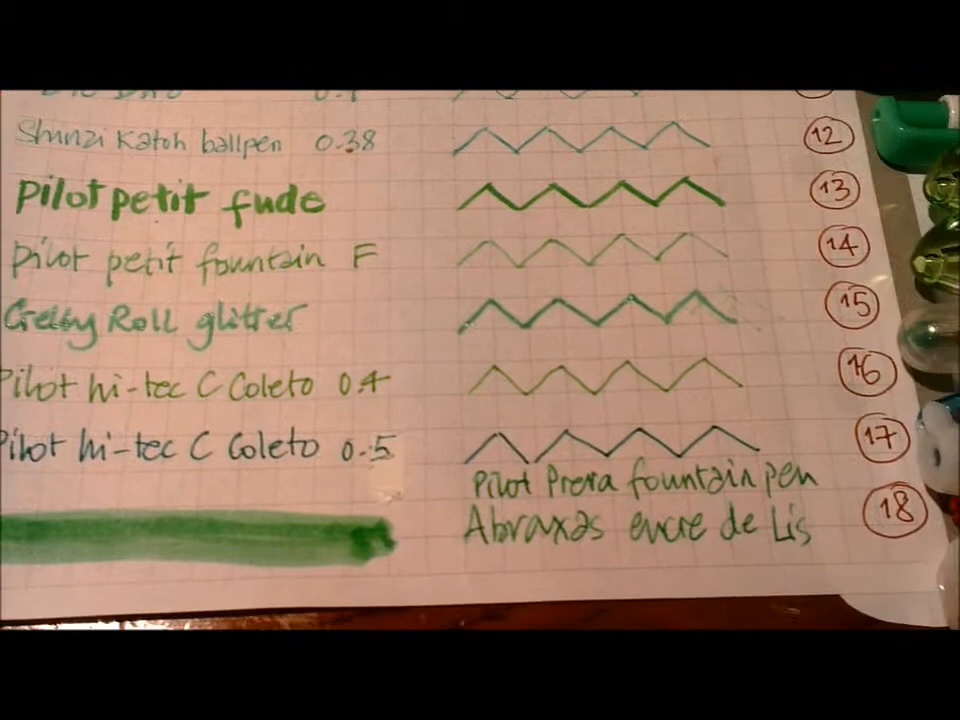 Shunzi Katoh ballpen 0.38 12
Pilot petit fude 13
pilot petit fountain F 14
Gelly Roll glitter 15
Pilot hi-tec C Coleto 0.4 16
Pilot hi-tec C Coleto 0.5 17
Pilot Prera fountain pen
Abraxas encre de Lis 18